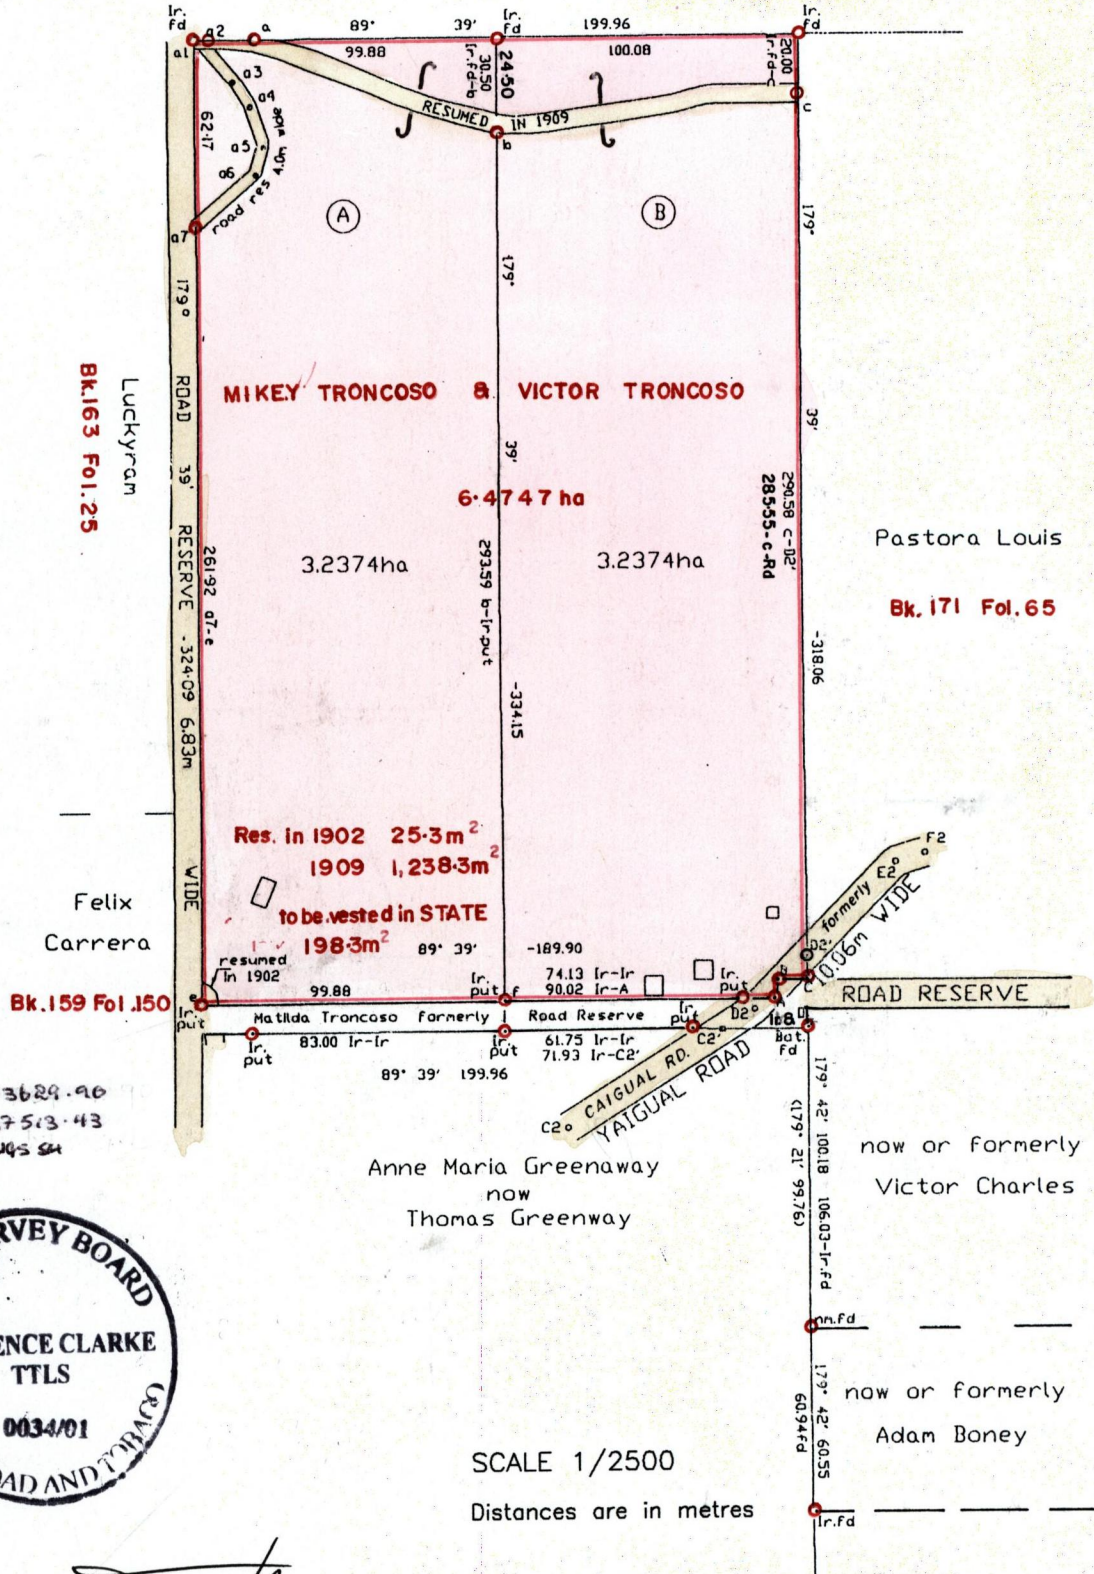 Ir. fd
a2
a
89° 39' 199.96
Ir. fd
Ir. fd
a1
99.88
100.08
Ir.fd-b
30.50
24.50
Ir.fd-c
20.00
a3
a4
a5
a6
a7
62.17
road res 4.0m wide
RESUMED IN 1909
c
A
B
179°
179°
179°
Luckyram
Bk.163 Fol.25
ROAD RESERVE
39'
-324.09 6.83m
WIDE
261.92 a7-e
MIKEY TRONCOSO & VICTOR TRONCOSO
39'
39'
6.4747 ha
3.2374ha
3.2374ha
293.59 b-Ir.put
-334.15
290.58 c-D2'
285.55-c-Rd
-318.06
Pastora Louis
Bk. 171 Fol. 65
Res. in 1902 25.3m²
1909 1,238.3m²
to be vested in STATE
198.3m²
Felix
Carrera
Bk.159 Fol.150
resumed
in 1902
e
Ir. put
89° 39' -189.90
99.88
Ir. put
f
74.13 Ir-Ir
90.02 Ir-A
Ir. put
F2
E2
formerly
D2'
10.06m WIDE
ROAD RESERVE
Matilda Troncoso formerly Road Reserve
D2
83.00 Ir-Ir
Ir. put
Ir. put
61.75 Ir-Ir
71.93 Ir-C2'
Ir. put
C2'
Bat. fd
89° 39' 199.96
CAIGUAL RD.
YAIGUAL ROAD
C2
Anne Maria Greenaway
now
Thomas Greenway
179° 42' 100.18 106.03-Ir.fd
(179° 21' 99.76)
now or formerly
Victor Charles
nm.fd
179° 42' 60.55
60.94fd
now or formerly
Adam Boney
Ir.fd
3629.96
7513.43
RVEY BOARD
ENCE CLARKE
TTLS
0034/01
AD AND TOBAGO
SCALE 1/2500
Distances are in metres